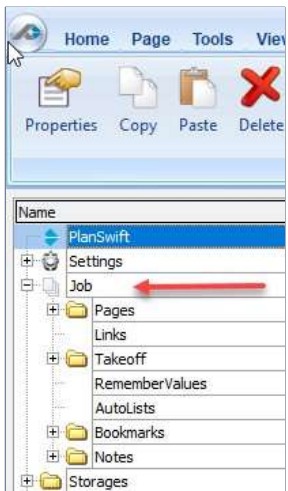 Home Page Tools View
Properties Copy Paste Delete
Name
PlanSwift
Settings
Job
Pages
Links
Takeoff
RememberValues
AutoLists
Bookmarks
Notes
Storages